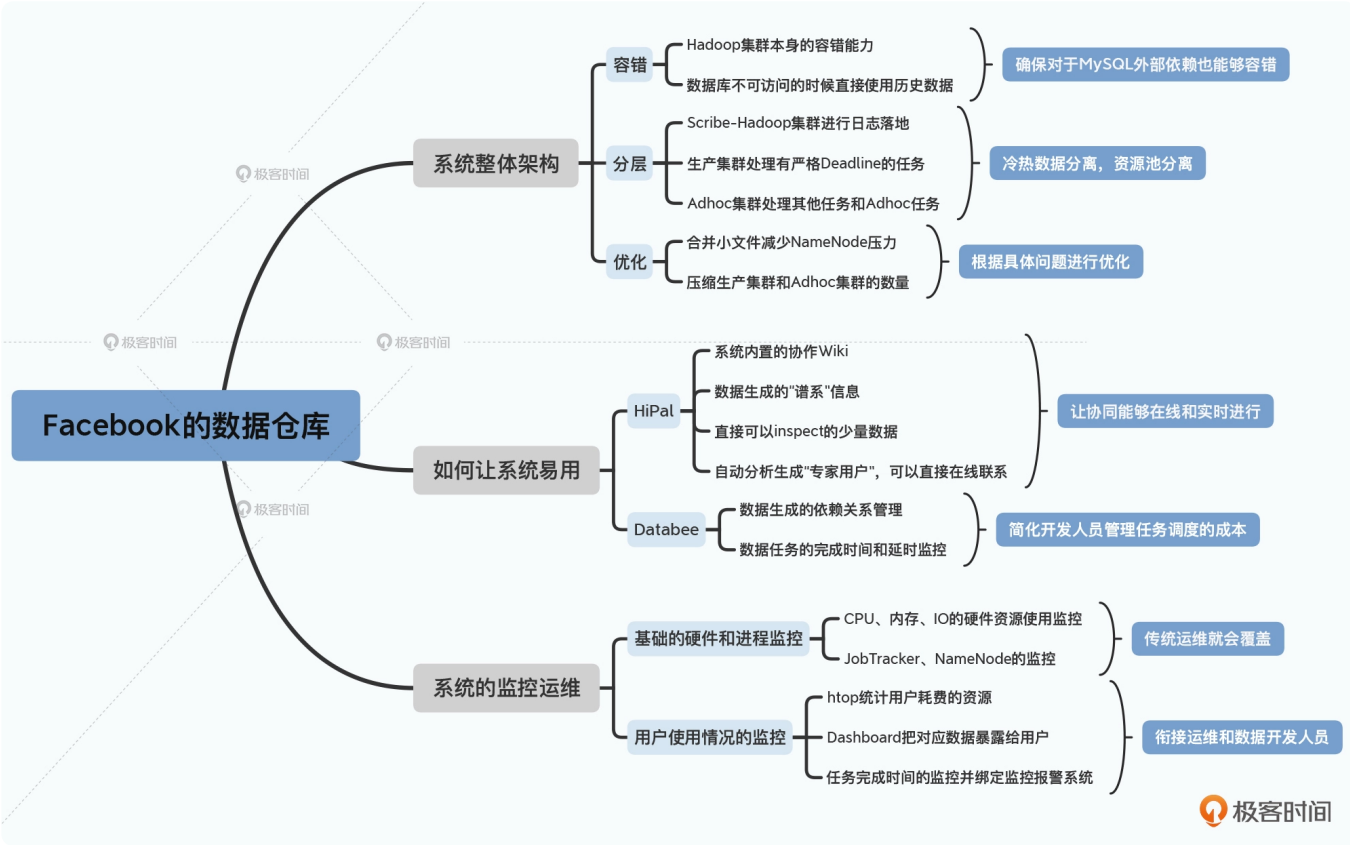 Facebook的数据仓库
系统整体架构
容错
Hadoop集群本身的容错能力
数据库不可访问的时候直接使用历史数据
确保对于MySQL外部依赖也能够容错
分层
Scribe-Hadoop集群进行日志落地
生产集群处理有严格Deadline的任务
Adhoc集群处理其他任务和Adhoc任务
冷热数据分离，资源池分离
优化
合并小文件减少NameNode压力
压缩生产集群和Adhoc集群的数量
根据具体问题进行优化
如何让系统易用
HiPal
系统内置的协作Wiki
数据生成的"谱系"信息
直接可以inspect的少量数据
自动分析生成"专家用户"，可以直接在线联系
让协同能够在线和实时进行
Databee
数据生成的依赖关系管理
数据任务的完成时间和延时监控
简化开发人员管理任务调度的成本
系统的监控运维
基础的硬件和进程监控
CPU、内存、IO的硬件资源使用监控
JobTracker、NameNode的监控
传统运维就会覆盖
用户使用情况的监控
htop统计用户耗费的资源
Dashboard把对应数据暴露给用户
任务完成时间的监控并绑定监控报警系统
衔接运维和数据开发人员
极客时间
极客时间
极客时间
极客时间
极客时间